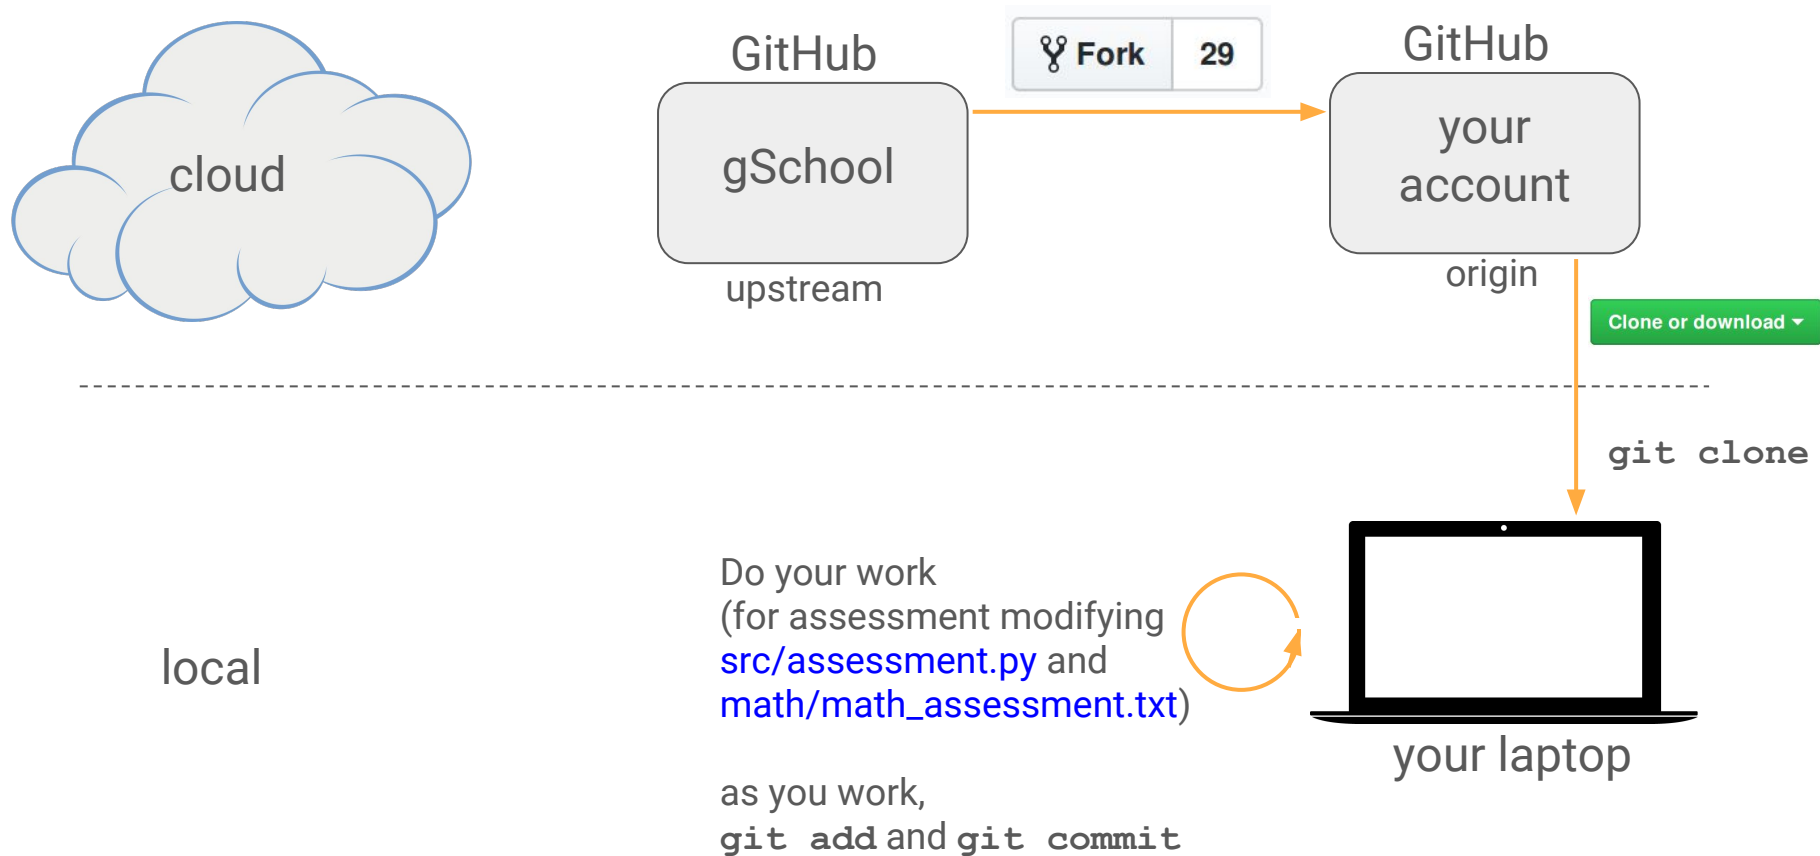 cloud
GitHub
gSchool
upstream
Fork 29
GitHub
your
account
origin
Clone or download
git clone
local
Do your work
(for assessment modifying
src/assessment.py and
math/math_assessment.txt)
as you work,
git add and git commit
your laptop